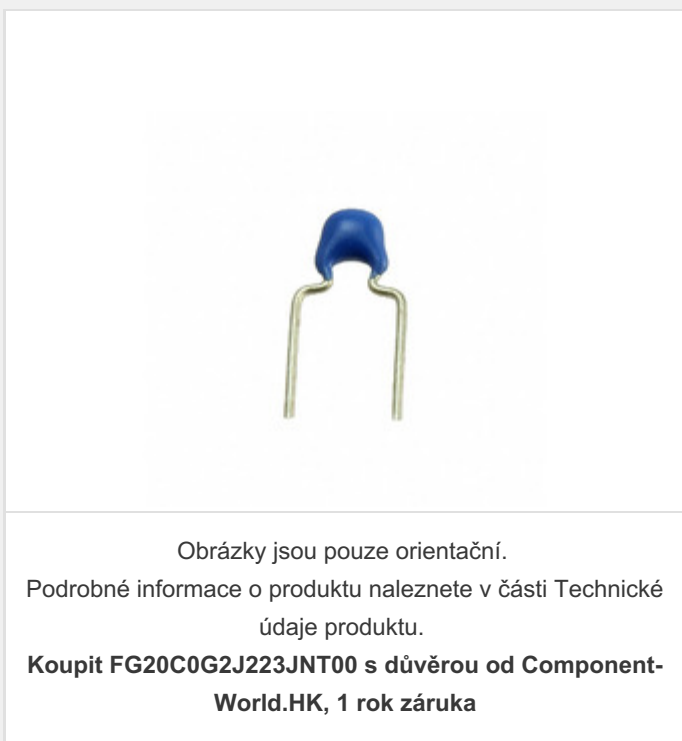 Obrázky jsou pouze orientační.
Podrobné informace o produktu naleznete v části Technické
údaje produktu.
Koupit FG20C0G2J223JNT00 s důvěrou od Component-
World.HK, 1 rok záruka